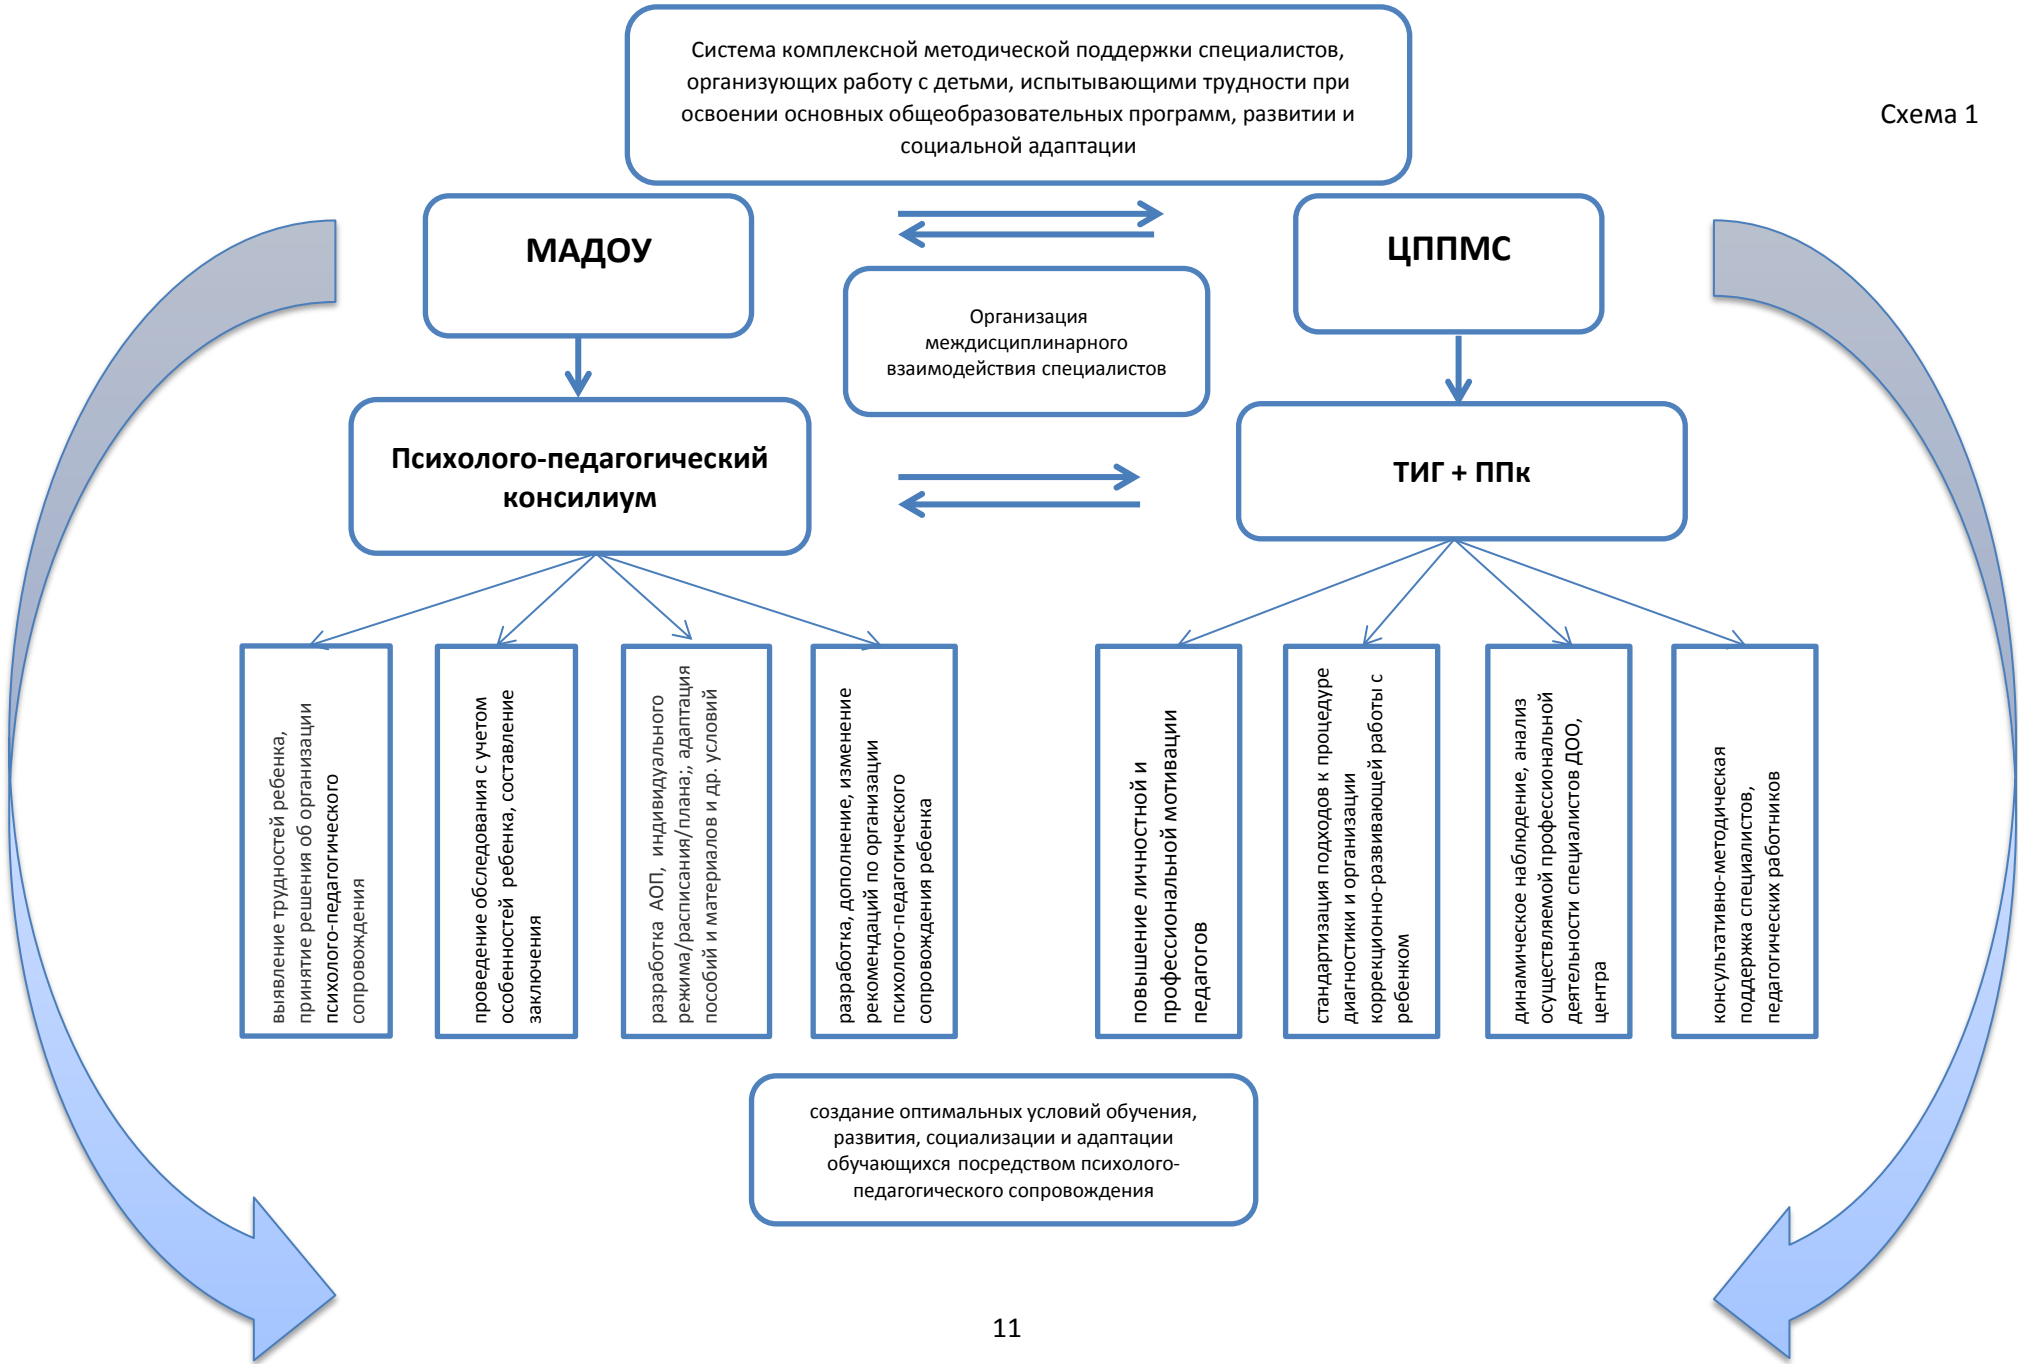 Система комплексной методической поддержки специалистов,
организующих работу с детьми, испытывающими трудности при
освоении основных общеобразовательных программ, развитии и
социальной адаптации
Схема 1
МАДОУ
ЦППМС
Организация
междисциплинарного
взаимодействия специалистов
Психолого-педагогический
консилиум
ТИГ + ППк
выявление трудностей ребенка,
принятие решения об организации
психолого-педагогического
сопровождения
проведение обследования с учетом
особенностей ребенка, составление
заключения
разработка АОП, индивидуального
режима/расписания/плана;, адаптация
пособий и материалов и др. условий
разработка, дополнение, изменение
рекомендаций по организации
психолого-педагогического
сопровождения ребенка
повышение личностной и
профессиональной мотивации
педагогов
стандартизация подходов к процедуре
диагностики и организации
коррекционно-развивающей работы с
ребенком
динамическое наблюдение, анализ
осуществляемой профессиональной
деятельности специалистов ДОО,
центра
консультативно-методическая
поддержка специалистов,
педагогических работников
создание оптимальных условий обучения,
развития, социализации и адаптации
обучающихся посредством психолого-
педагогического сопровождения
11